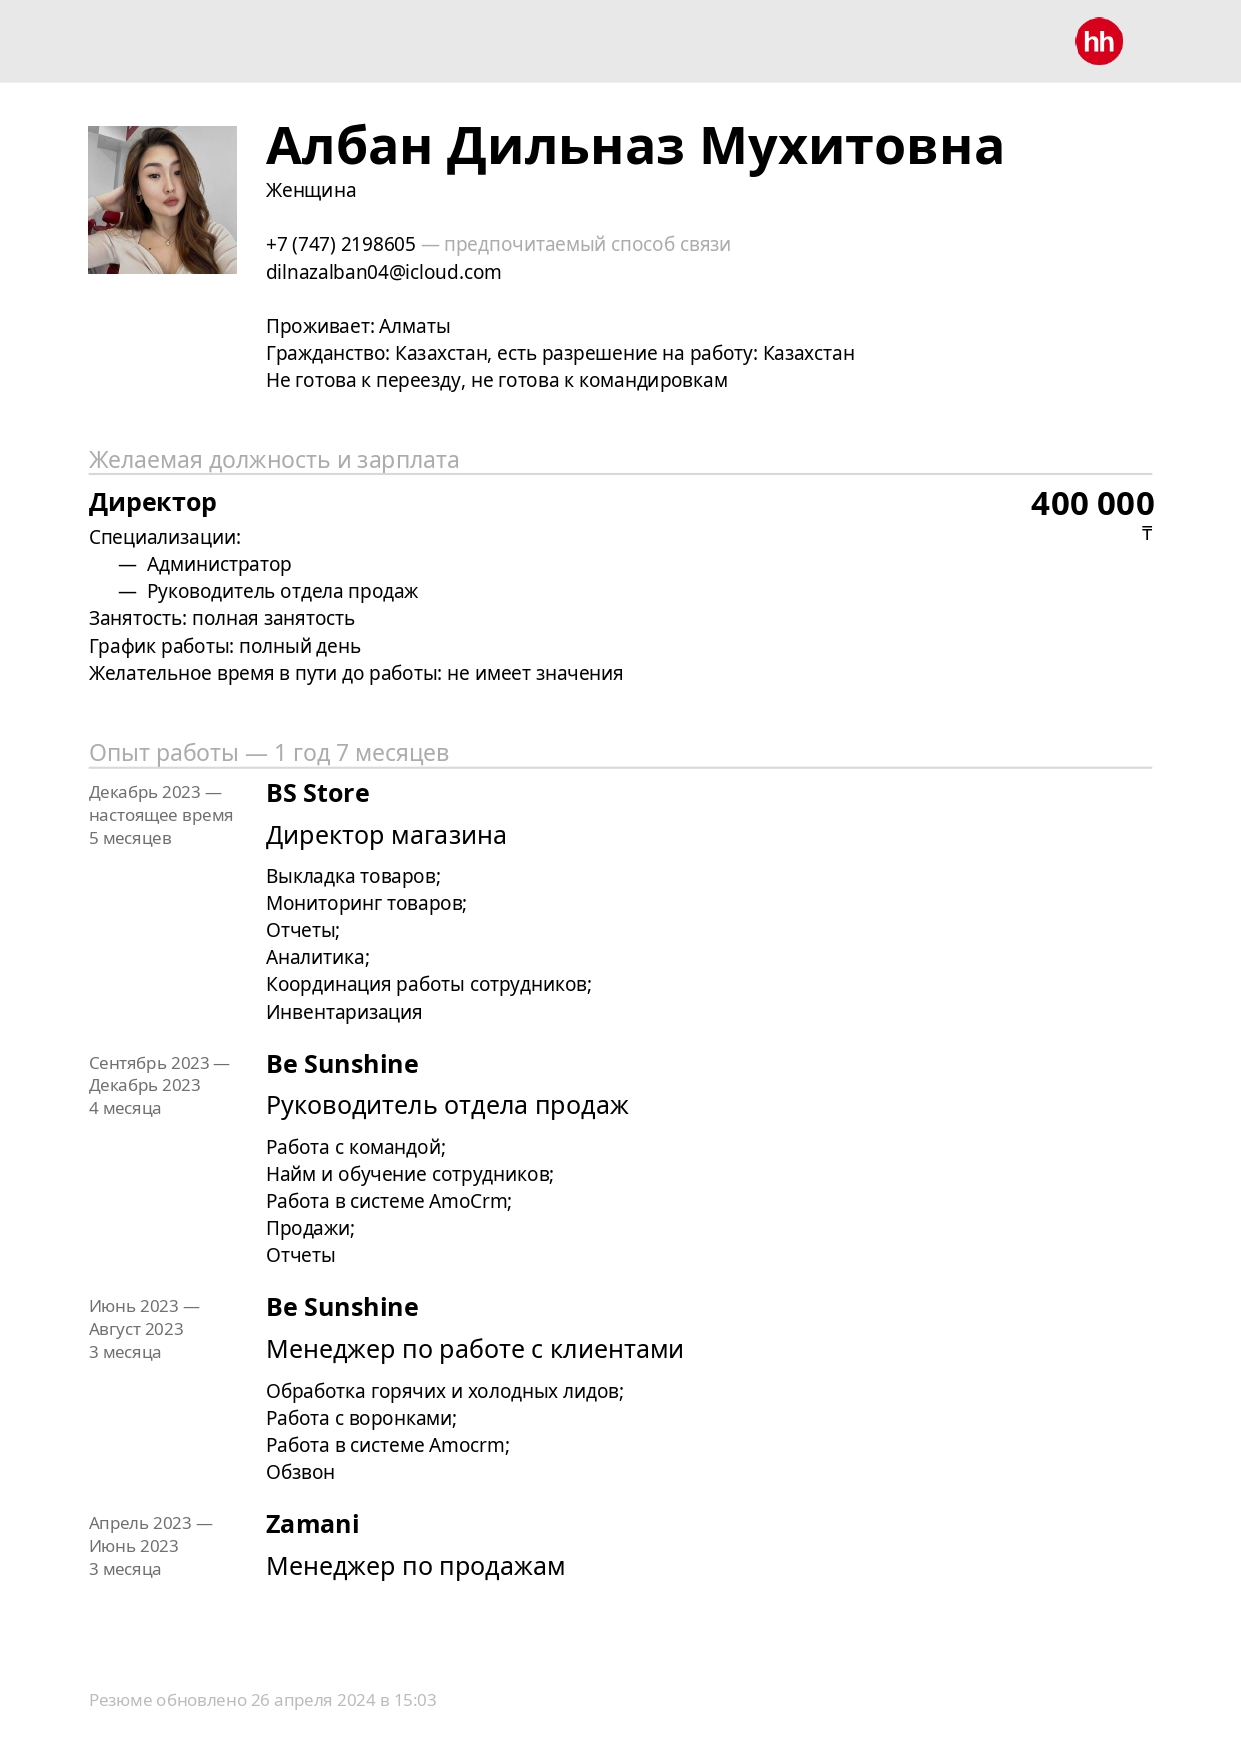 hh
Албан Дильназ Мухитовна
Женщина
+7 (747) 2198605 — предпочитаемый способ связи
dilnazalban04@icloud.com
Проживает: Алматы
Гражданство: Казахстан, есть разрешение на работу: Казахстан
Не готова к переезду, не готова к командировкам
Желаемая должность и зарплата
Директор
400 000
₸
Специализации:
— Администратор
— Руководитель отдела продаж
Занятость: полная занятость
График работы: полный день
Желательное время в пути до работы: не имеет значения
Опыт работы — 1 год 7 месяцев
Декабрь 2023 —
настоящее время
5 месяцев
BS Store
Директор магазина
Выкладка товаров;
Мониторинг товаров;
Отчеты;
Аналитика;
Координация работы сотрудников;
Инвентаризация
Сентябрь 2023 —
Декабрь 2023
4 месяца
Be Sunshine
Руководитель отдела продаж
Работа с командой;
Найм и обучение сотрудников;
Работа в системе AmoCrm;
Продажи;
Отчеты
Июнь 2023 —
Август 2023
3 месяца
Be Sunshine
Менеджер по работе с клиентами
Обработка горячих и холодных лидов;
Работа с воронками;
Работа в системе Amocrm;
Обзвон
Апрель 2023 —
Июнь 2023
3 месяца
Zamani
Менеджер по продажам
Резюме обновлено 26 апреля 2024 в 15:03